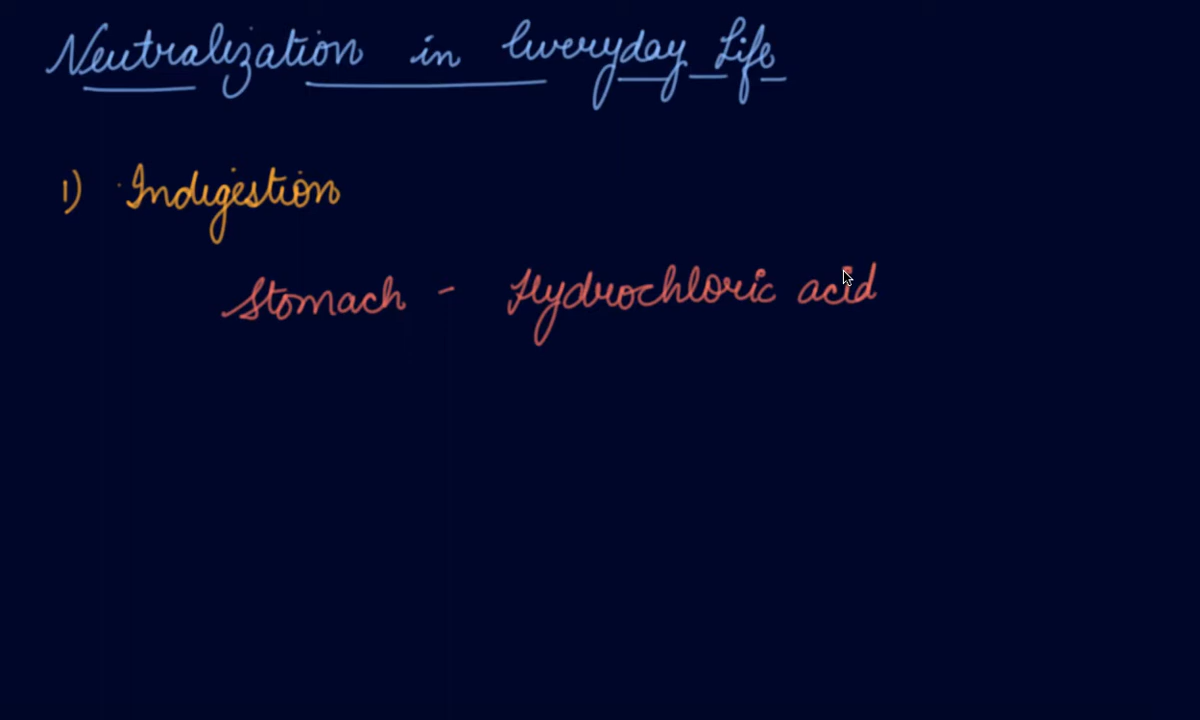 Neutralization in Everyday Life
1) Indigestion
Stomach - Hydrochloric acid